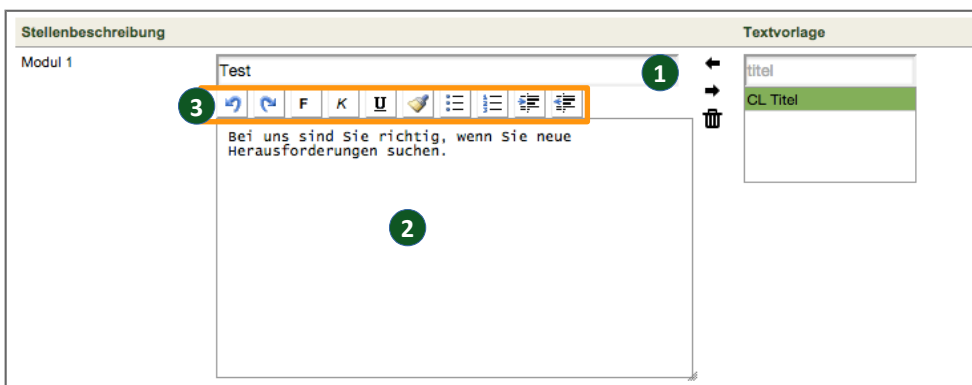 Stellenbeschreibung
Textvorlage
Modul 1
Test
1
titel
CL Titel
3
F K U
Bei uns sind Sie richtig, wenn Sie neue
Herausforderungen suchen.
2